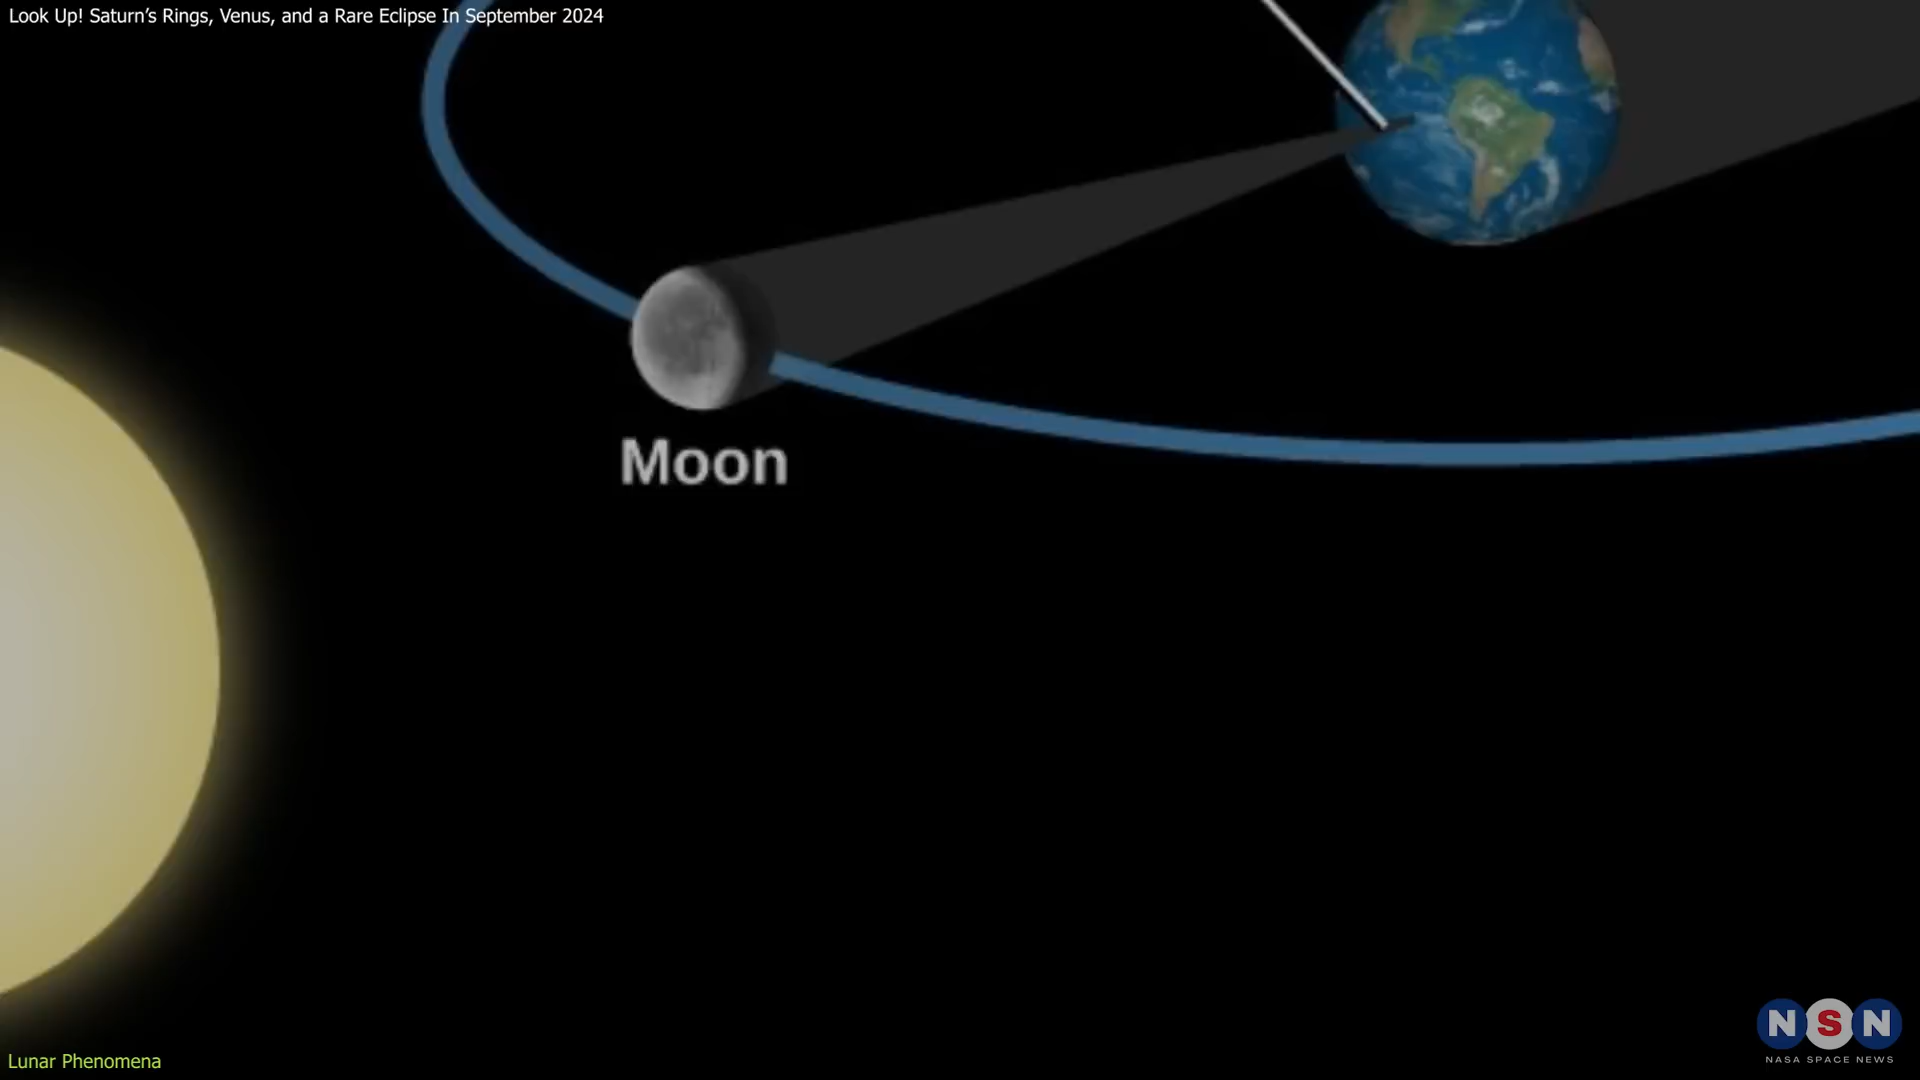 Look Up! Saturn’s Rings, Venus, and a Rare Eclipse In September 2024
Moon
NSN
NASA SPACE NEWS
Lunar Phenomena